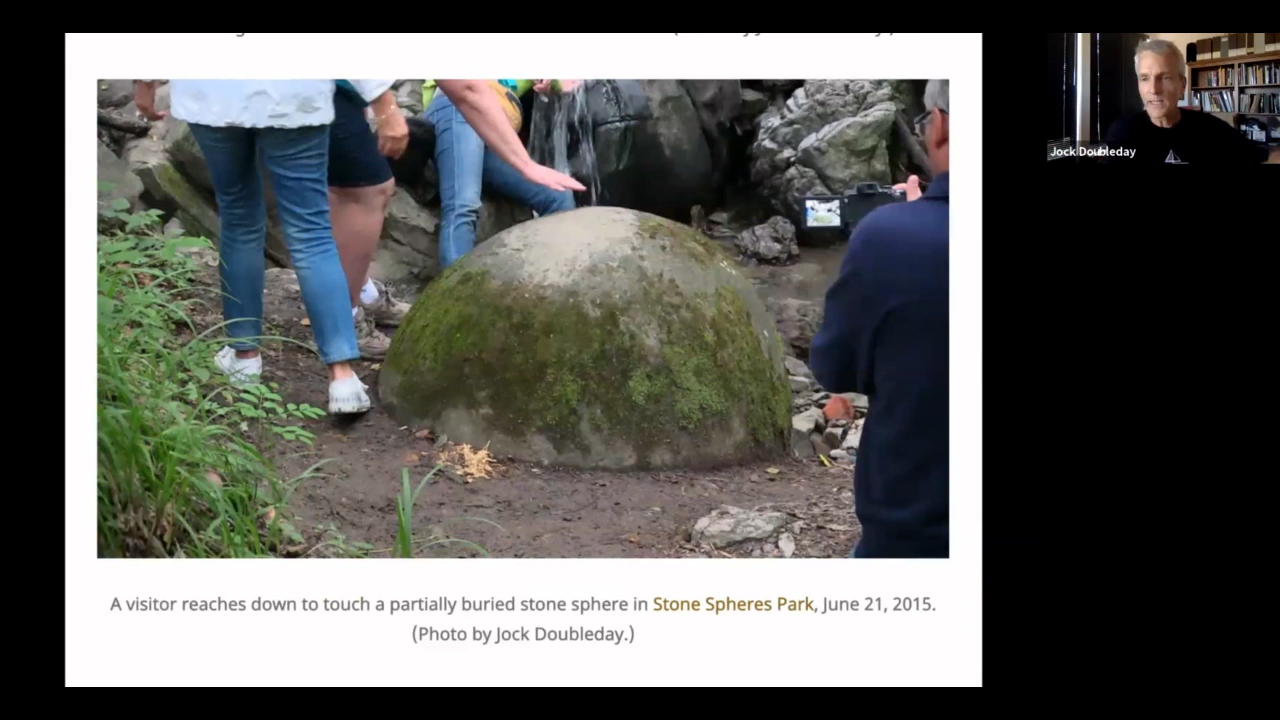 A visitor reaches down to touch a partially buried stone sphere in Stone Spheres Park, June 21, 2015.
(Photo by Jock Doubleday.)
Jock Doubleday